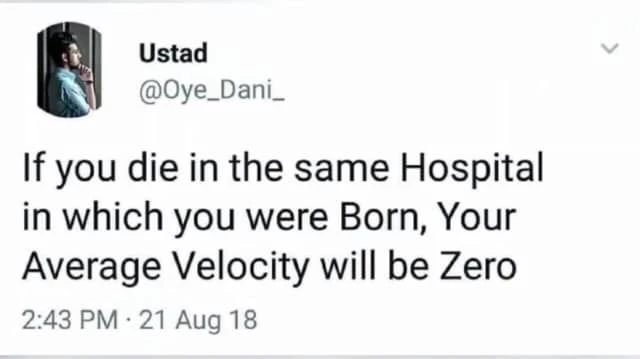 Ustad
@Oye_Dani_
If you die in the same Hospital
in which you were Born, Your
Average Velocity will be Zero
2:43 PM · 21 Aug 18